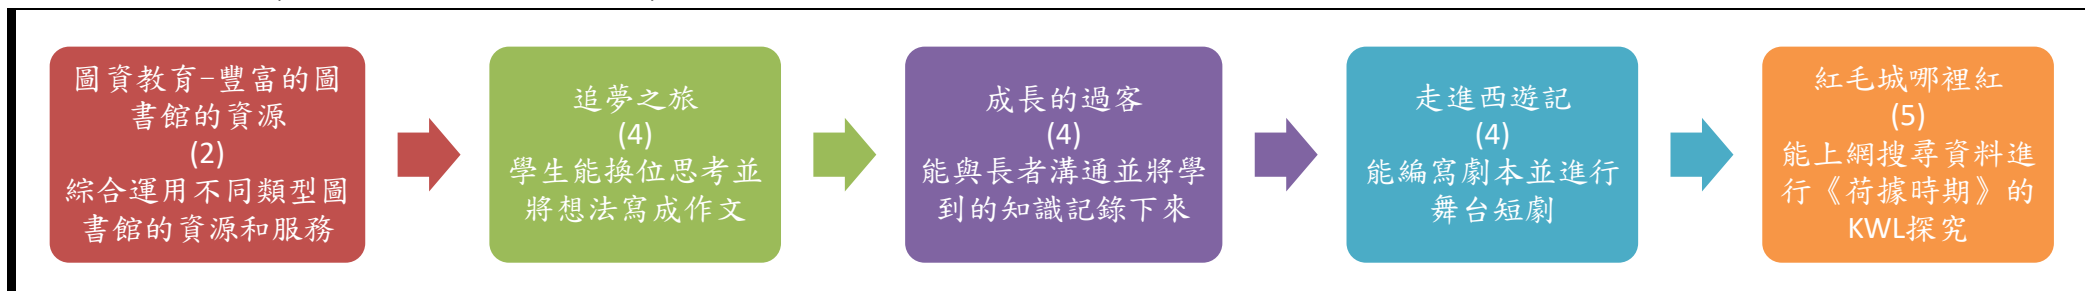 圖資教育-豐富的圖
書館的資源
(2)
綜合運用不同類型圖
書館的資源和服務
追夢之旅
(4)
學生能換位思考並
將想法寫成作文
成長的過客
(4)
能與長者溝通並將學
到的知識記錄下來
走進西遊記
(4)
能編寫劇本並進行
舞台短劇
紅毛城哪裡紅
(5)
能上網搜尋資料進
行《荷據時期》的
KWL探究